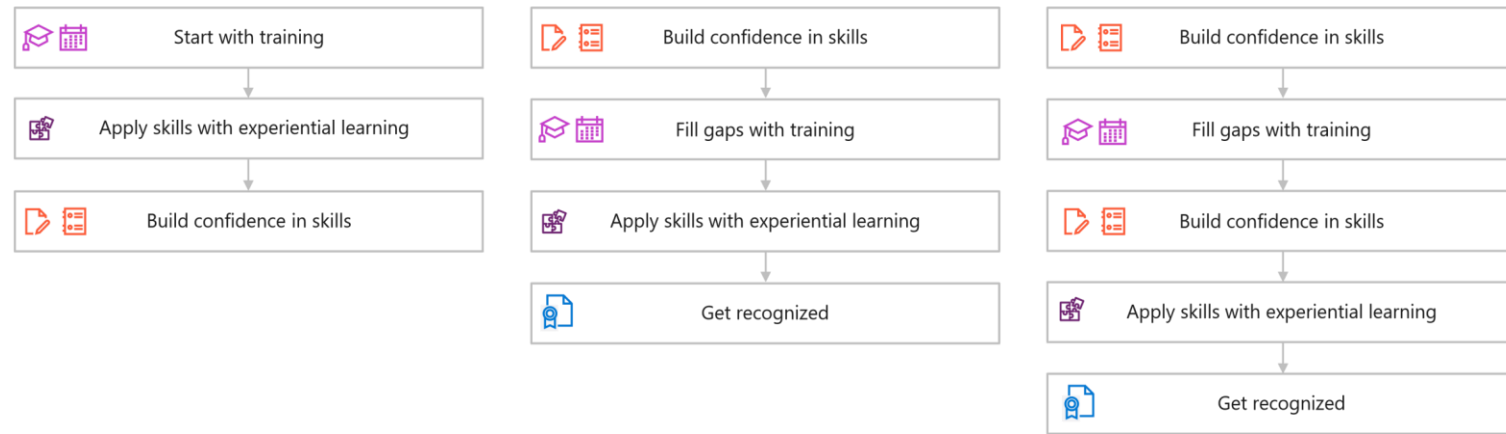 Start with training
Apply skills with experiential learning
Build confidence in skills
Build confidence in skills
Fill gaps with training
Apply skills with experiential learning
Get recognized
Build confidence in skills
Fill gaps with training
Build confidence in skills
Apply skills with experiential learning
Get recognized